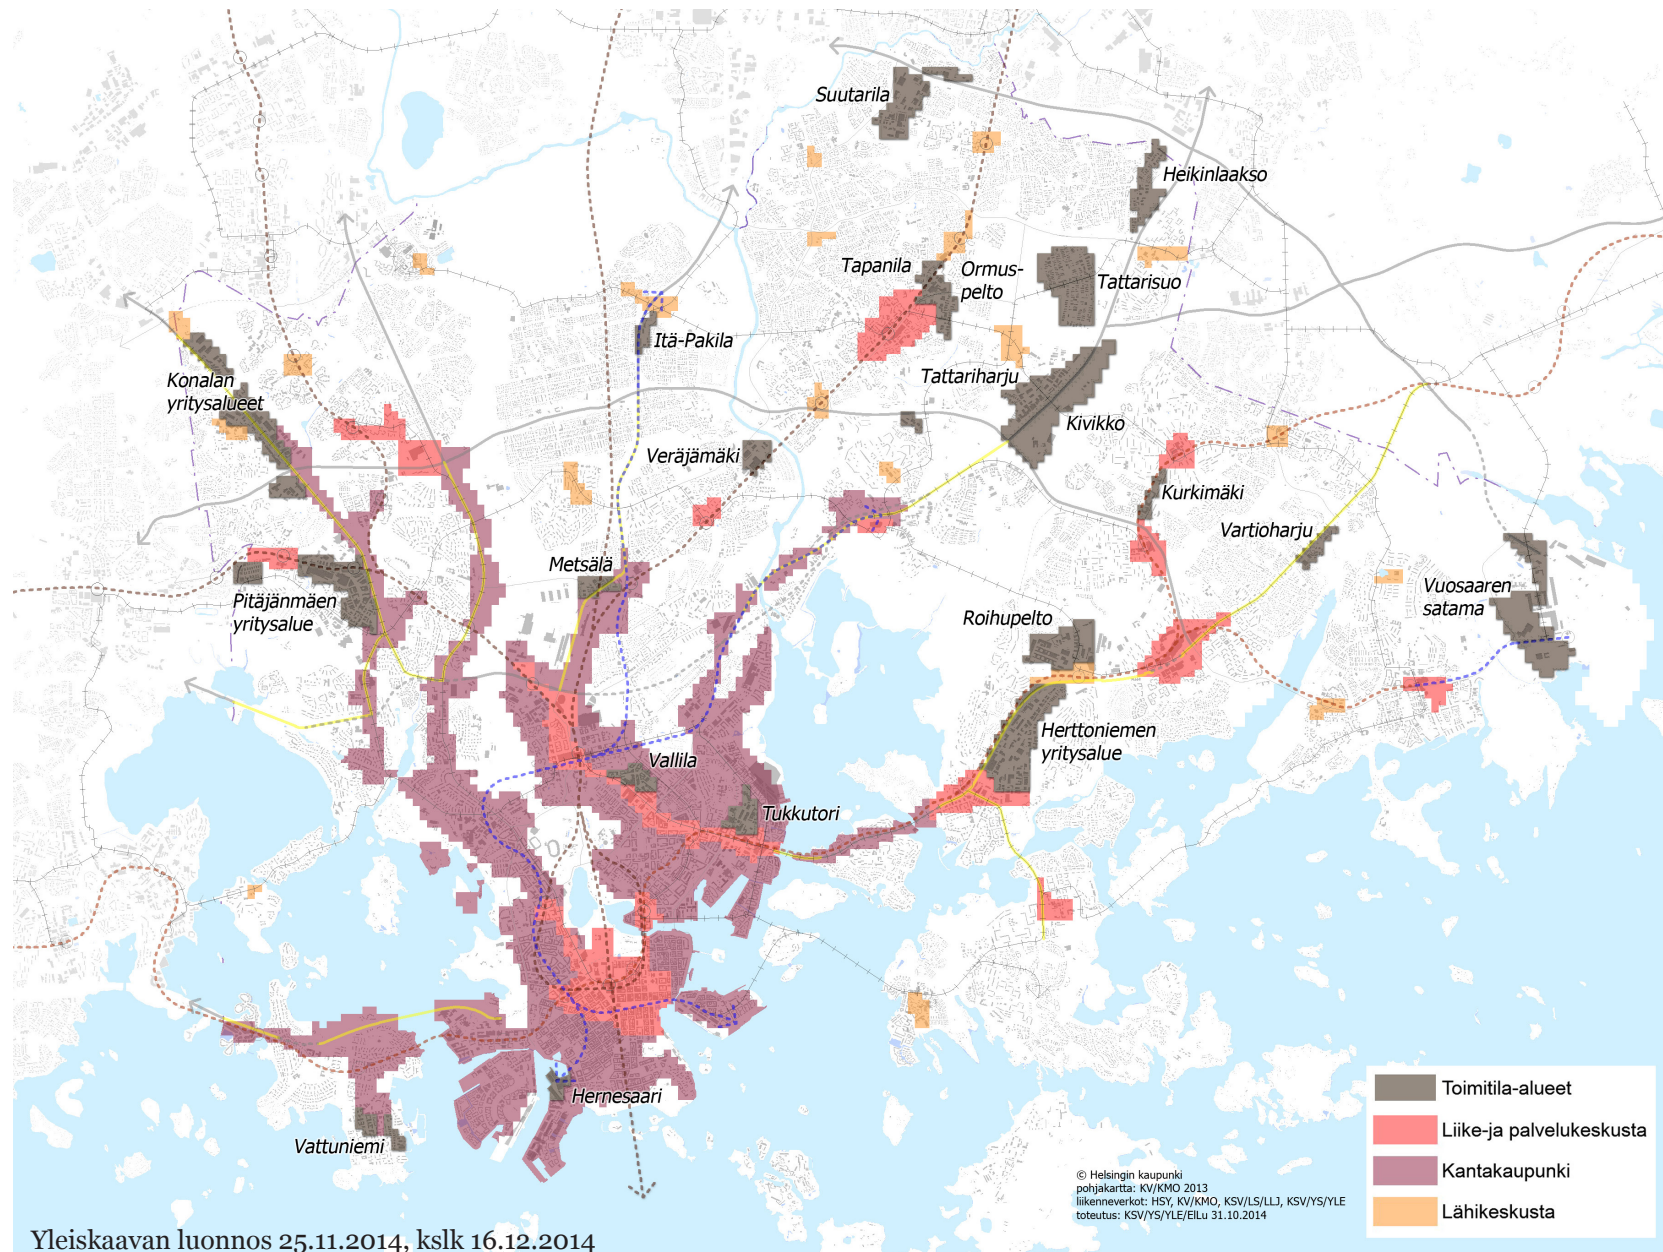 Suutarila
Heikinlaakso
Tapanila
Ormus-
pelto
Tattarisuo
Itä-Pakila
Konalan
yritysalueet
Tattariharju
Kivikko
Veräjämäki
Kurkimäki
Vartioharju
Metsälä
Pitäjänmäen
yritysalue
Roihupelto
Vuosaaren
satama
Herttoniemen
yritysalue
Vallila
Tukkutori
Hernesaari
Vattuniemi
Toimitila-alueet
Liike-ja palvelukeskusta
Kantakaupunki
Lähikeskusta
© Helsingin kaupunki
pohjakartta: KV/KMO 2013
liikenneverkot: HSY, KV/KMO, KSV/LS/LLJ, KSV/YS/YLE
toteutus: KSV/YS/YLE/EILu 31.10.2014
Yleiskaavan luonnos 25.11.2014, kslk 16.12.2014